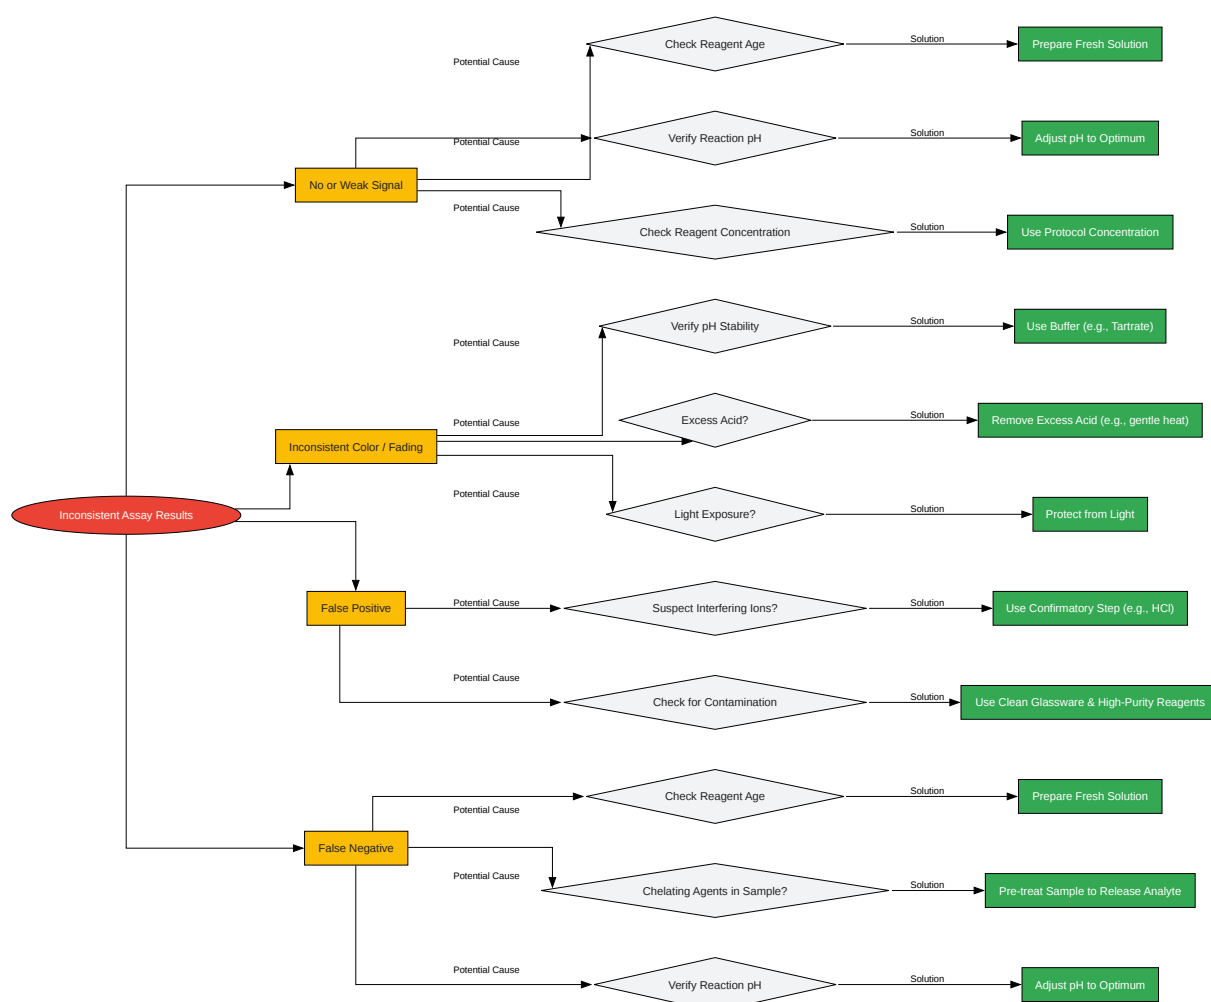 Check Reagent Age
Solution
Prepare Fresh Solution
Potential Cause
Verify Reaction pH
Solution
Adjust pH to Optimum
Potential Cause
No or Weak Signal
Potential Cause
Check Reagent Concentration
Solution
Use Protocol Concentration
Verify pH Stability
Solution
Use Buffer (e.g., Tartrate)
Potential Cause
Excess Acid?
Solution
Remove Excess Acid (e.g., gentle heat)
Potential Cause
Inconsistent Color / Fading
Potential Cause
Inconsistent Assay Results
Light Exposure?
Solution
Protect from Light
False Positive
Potential Cause
Suspect Interfering Ions?
Solution
Use Confirmatory Step (e.g., HCl)
Potential Cause
Check for Contamination
Solution
Use Clean Glassware & High-Purity Reagents
Check Reagent Age
Solution
Prepare Fresh Solution
Potential Cause
False Negative
Potential Cause
Chelating Agents in Sample?
Solution
Pre-treat Sample to Release Analyte
Potential Cause
Verify Reaction pH
Solution
Adjust pH to Optimum